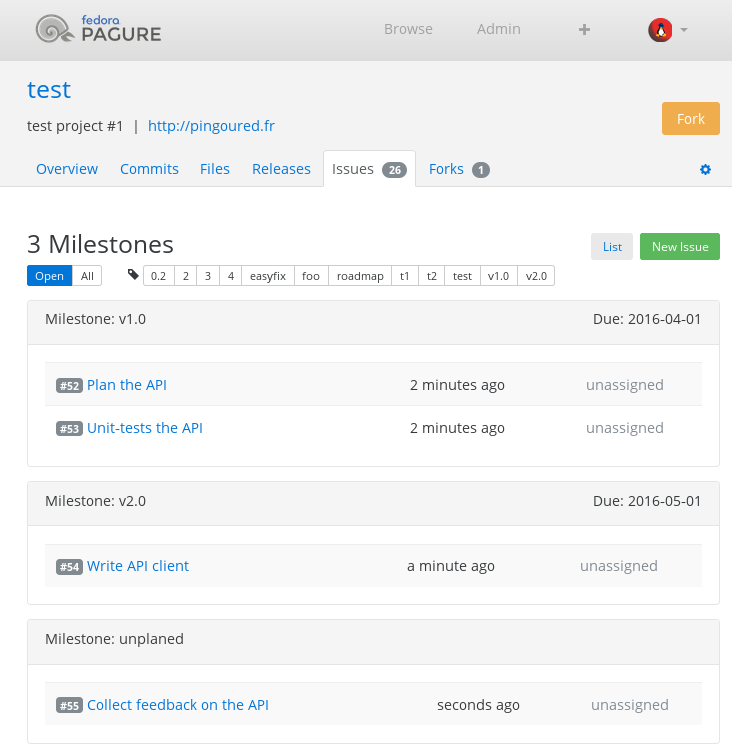 fedora
PAGURE
Browse Admin
test
test project #1 | http://pingoured.fr
Fork
Overview Commits Files Releases Issues 26 Forks 1
3 Milestones
List New Issue
Open All 0.2 2 3 4 easyfix foo roadmap t1 t2 test v1.0 v2.0
Milestone: v1.0 Due: 2016-04-01
#52 Plan the API 2 minutes ago unassigned
#53 Unit-tests the API 2 minutes ago unassigned
Milestone: v2.0 Due: 2016-05-01
#54 Write API client a minute ago unassigned
Milestone: unplaned
#55 Collect feedback on the API seconds ago unassigned